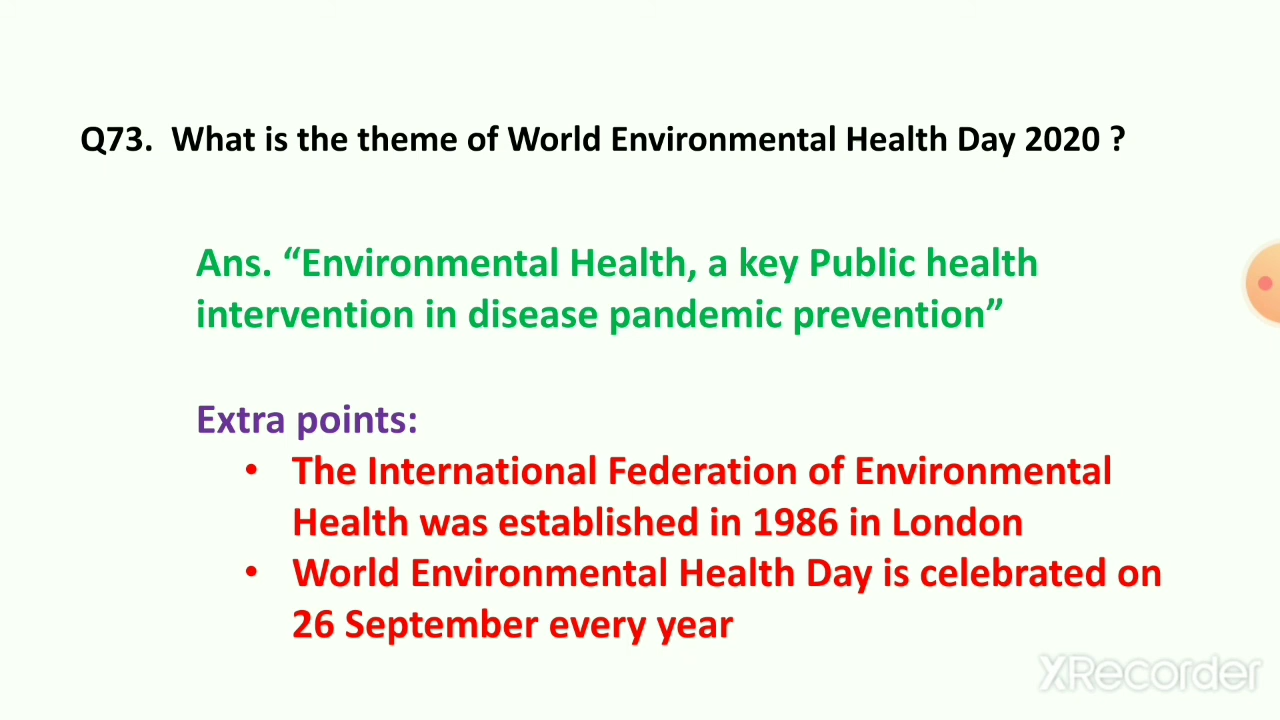 Q73. What is the theme of World Environmental Health Day 2020 ?
Ans. “Environmental Health, a key Public health
intervention in disease pandemic prevention”
Extra points:
• The International Federation of Environmental
Health was established in 1986 in London
• World Environmental Health Day is celebrated on
26 September every year
XRecorder